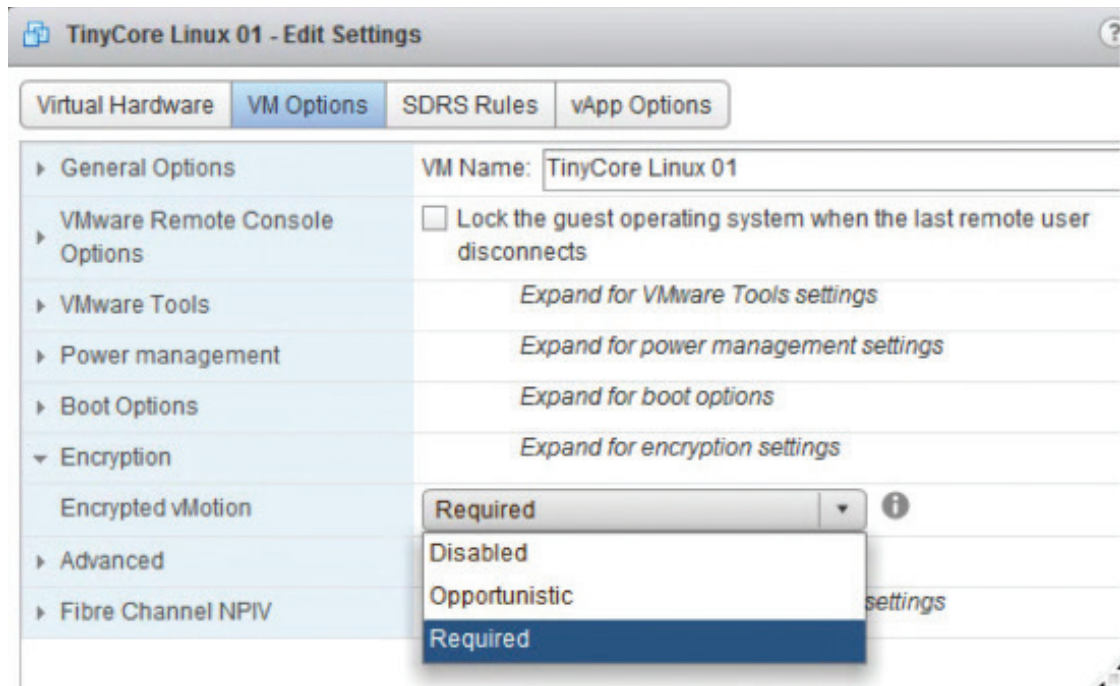 TinyCore Linux 01 - Edit Settings
?
Virtual Hardware VM Options SDRS Rules vApp Options
General Options VM Name: TinyCore Linux 01
VMware Remote Console Options Lock the guest operating system when the last remote user disconnects
VMware Tools Expand for VMware Tools settings
Power management Expand for power management settings
Boot Options Expand for boot options
Encryption Expand for encryption settings
Encrypted vMotion Required
Disabled
Advanced
Opportunistic
Fibre Channel NPIV settings
Required